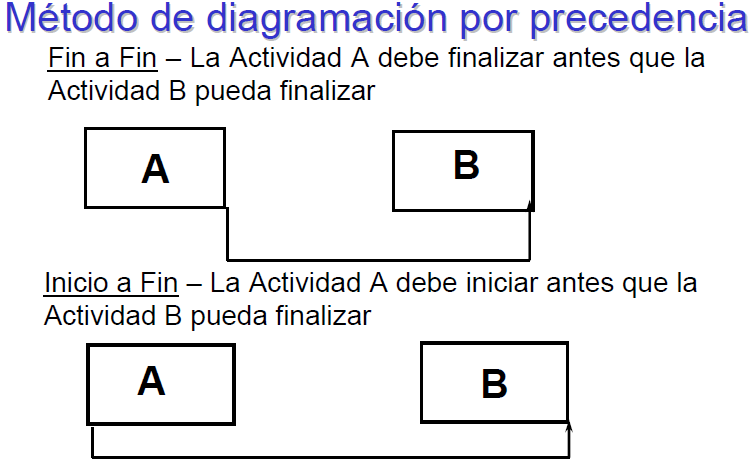 Método de diagramación por precedencia
Fin a Fin – La Actividad A debe finalizar antes que la
Actividad B pueda finalizar
A
B
Inicio a Fin – La Actividad A debe iniciar antes que la
Actividad B pueda finalizar
A
B